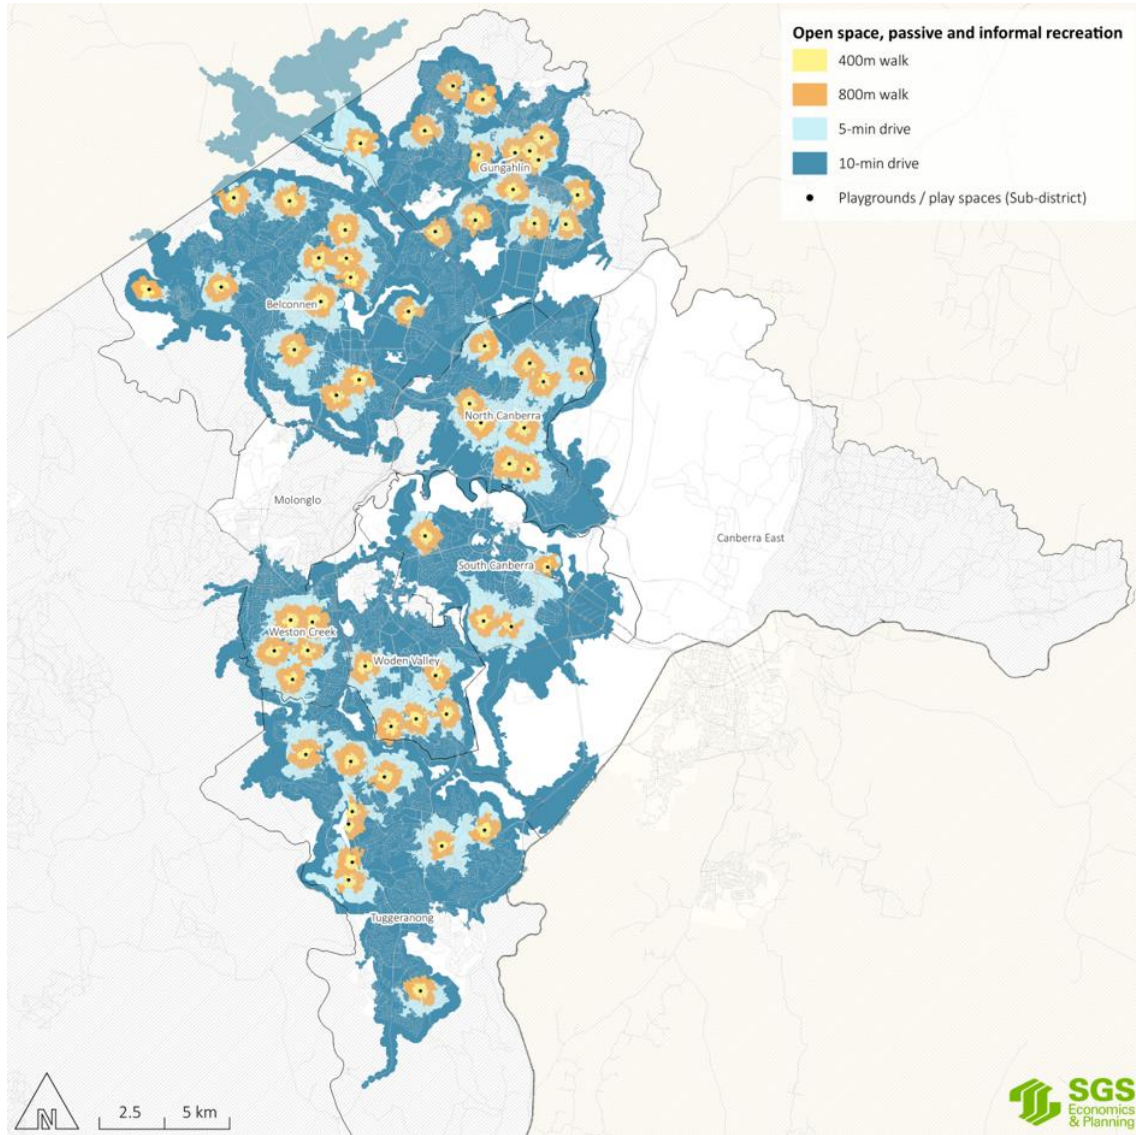 Open space, passive and informal recreation
400m walk
800m walk
5-min drive
10-min drive
Playgrounds / play spaces (Sub-district)
Gungahlin
Belconnen
North Canberra
Molonglo
Canberra East
South Canberra
Weston Creek
Woden Valley
Tuggeranong
N
2.5 5 km
SGS
Economics
& Planning